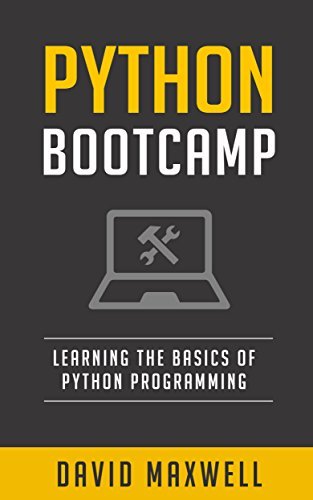 PYTHON
BOOTCAMP
LEARNING THE BASICS OF
PYTHON PROGRAMMING
DAVID MAXWELL